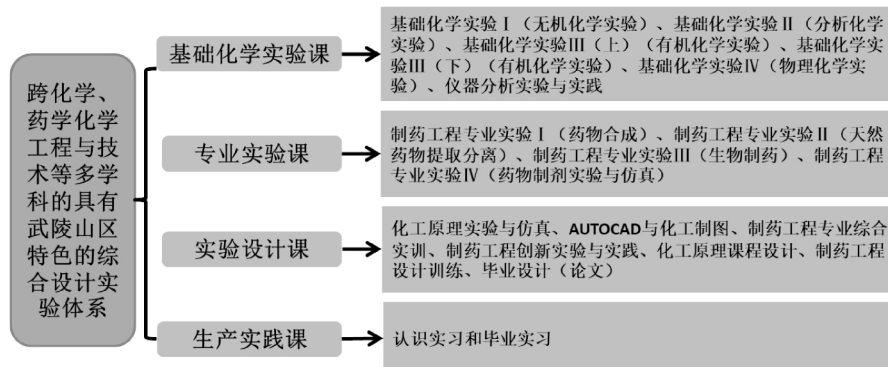 跨化学、
药学化学
工程与技
术等多学
科的具有
武陵山区
特色的综
合设计实
验体系
基础化学实验课
基础化学实验Ⅰ（无机化学实验）、基础化学实验Ⅱ（分析化学
实验）、基础化学实验Ⅲ（上）（有机化学实验）、基础化学实
验Ⅲ（下）（有机化学实验）、基础化学实验Ⅳ（物理化学实
验）、仪器分析实验与实践
专业实验课
制药工程专业实验Ⅰ（药物合成）、制药工程专业实验Ⅱ（天然
药物提取分离）、制药工程专业实验Ⅲ（生物制药）、制药工程
专业实验Ⅳ（药物制剂实验与仿真）
实验设计课
化工原理实验与仿真、AUTOCAD与化工制图、制药工程专业综合
实训、制药工程创新实验与实践、化工原理课程设计、制药工程
设计训练、毕业设计（论文）
生产实践课
认识实习和毕业实习